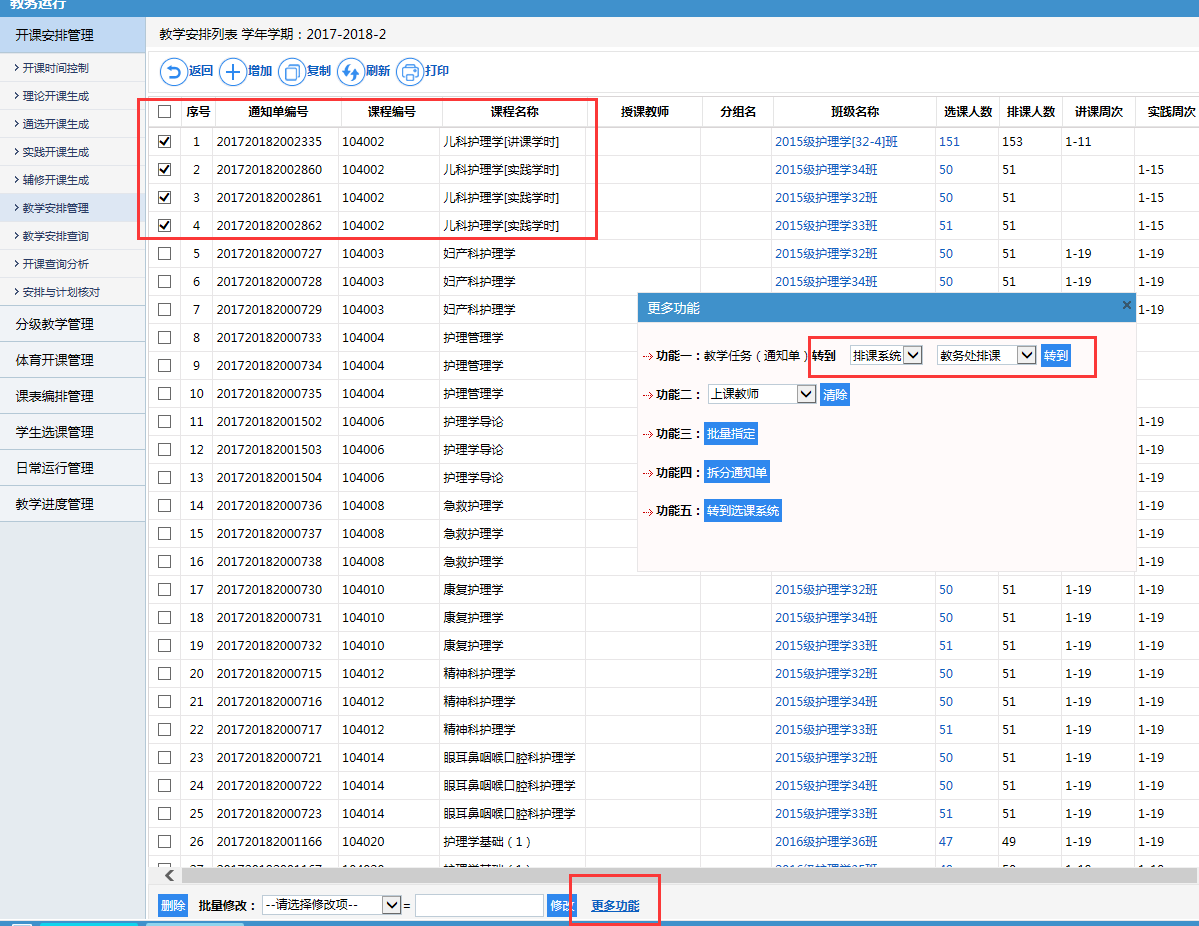 教务运行
开课安排管理
开课时间控制
理论开课生成
通选开课生成
实践开课生成
辅修开课生成
教学安排管理
教学安排查询
开课查询分析
安排与计划核对
分级教学管理
体育开课管理
课表编排管理
学生选课管理
日常运行管理
教学进度管理
教学安排列表 学年学期：2017-2018-2
返回 增加 复制 刷新 打印
序号 通知单编号 课程编号 课程名称 授课教师 分组名 班级名称 选课人数 排课人数 讲课周次 实践周次
1 201720182002335 104002 儿科护理学[讲课学时] 2015级护理学[32-4]班 151 153 1-11
2 201720182002860 104002 儿科护理学[实践学时] 2015级护理学34班 50 51 1-15
3 201720182002861 104002 儿科护理学[实践学时] 2015级护理学32班 50 51 1-15
4 201720182002862 104002 儿科护理学[实践学时] 2015级护理学33班 51 51 1-15
5 201720182000727 104003 妇产科护理学 2015级护理学32班 50 51 1-19 1-19
6 201720182000728 104003 妇产科护理学 2015级护理学34班 50 51 1-19 1-19
7 201720182000729 104003 妇产科护理学 1-19
8 201720182000733 104004 护理管理学
9 201720182000734 104004 护理管理学
10 201720182000735 104004 护理管理学
11 201720182001502 104006 护理学导论 1-19
12 201720182001503 104006 护理学导论 1-19
13 201720182001504 104006 护理学导论 1-19
14 201720182000736 104008 急救护理学 1-19
15 201720182000737 104008 急救护理学 1-19
16 201720182000738 104008 急救护理学 1-19
17 201720182000730 104010 康复护理学 2015级护理学32班 50 51 1-19 1-19
18 201720182000731 104010 康复护理学 2015级护理学34班 50 51 1-19 1-19
19 201720182000732 104010 康复护理学 2015级护理学33班 51 51 1-19 1-19
20 201720182000715 104012 精神科护理学 2015级护理学32班 50 51 1-19 1-19
21 201720182000716 104012 精神科护理学 2015级护理学34班 50 51 1-19 1-19
22 201720182000717 104012 精神科护理学 2015级护理学33班 51 51 1-19 1-19
23 201720182000721 104014 眼耳鼻咽喉口腔科护理学 2015级护理学32班 50 51 1-19 1-19
24 201720182000722 104014 眼耳鼻咽喉口腔科护理学 2015级护理学34班 50 51 1-19 1-19
25 201720182000723 104014 眼耳鼻咽喉口腔科护理学 2015级护理学33班 51 51 1-19 1-19
26 201720182001166 104020 护理学基础（1） 2016级护理学36班 47 49 1-19 1-19
更多功能
功能一：教学任务（通知单）转到 排课系统 教务处排课 转到
功能二： 上课教师 清除
功能三： 批量指定
功能四： 拆分通知单
功能五： 转到选课系统
删除 批量修改： --请选择修改项-- = 修改 更多功能